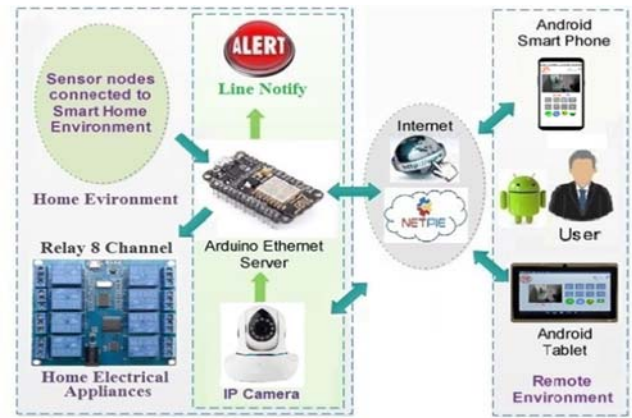 Sensor nodes
connected to
Smart Home
Environment
Home Evironment
Relay 8 Channel
Home Electrical
Appliances
ALERT
Line Notify
Arduino Ethernet
Server
IP Camera
Internet
NETPIE
Android
Smart Phone
User
Android
Tablet
Remote
Environment